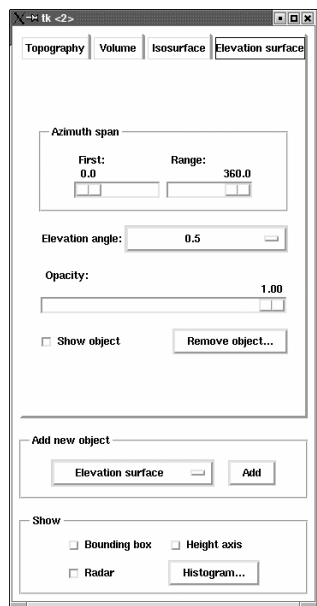 tk <2>
Topography Volume Isosurface Elevation surface
Azimuth span
First: Range:
0.0 360.0
Elevation angle: 0.5
Opacity:
1.00
Show object Remove object...
Add new object
Elevation surface Add
Show
Bounding box Height axis
Radar Histogram...